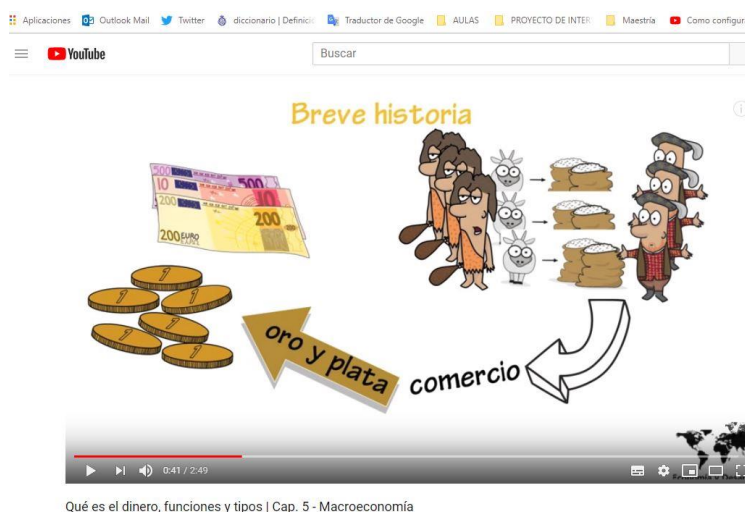 Aplicaciones Outlook Mail Twitter diccionario | Definici Traductor de Google AULAS PROYECTO DE INTER Maestría Como configur
YouTube
Buscar
Breve historia
500 500
10 10
200 200
200 EURO
oro y plata
comercio
0:41 / 2:49
Qué es el dinero, funciones y tipos | Cap. 5 - Macroeconomía